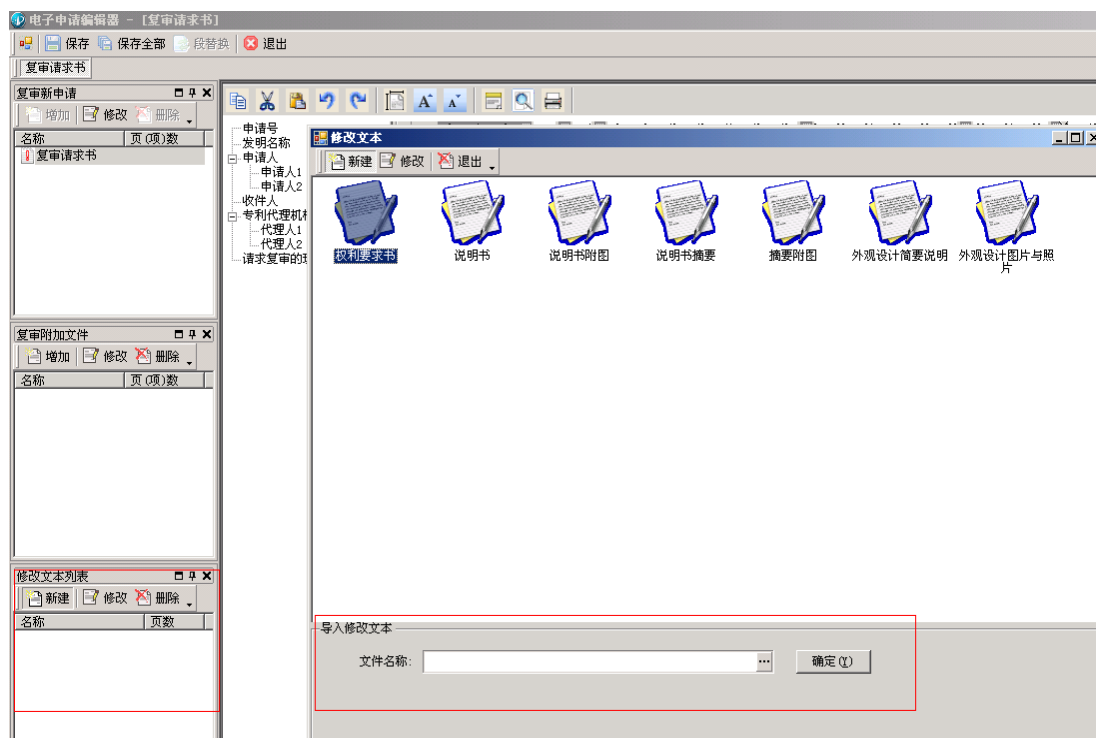 电子申请编辑器 - [复审请求书]
保存 保存全部 段替换 退出
复审请求书
复审新申请
增加 修改 删除
名称 页(项)数
复审请求书
复审附加文件
增加 修改 删除
名称 页(项)数
修改文本列表
新建 修改 删除
名称 页数
申请号
发明名称
申请人
申请人1
申请人2
收件人
专利代理机
代理人1
代理人2
请求复审的
修改文本
新建 修改 退出
权利要求书 说明书 说明书附图 说明书摘要 摘要附图 外观设计简要说明 外观设计图片与照
片
导入修改文本
文件名称: ... 确定(Y)